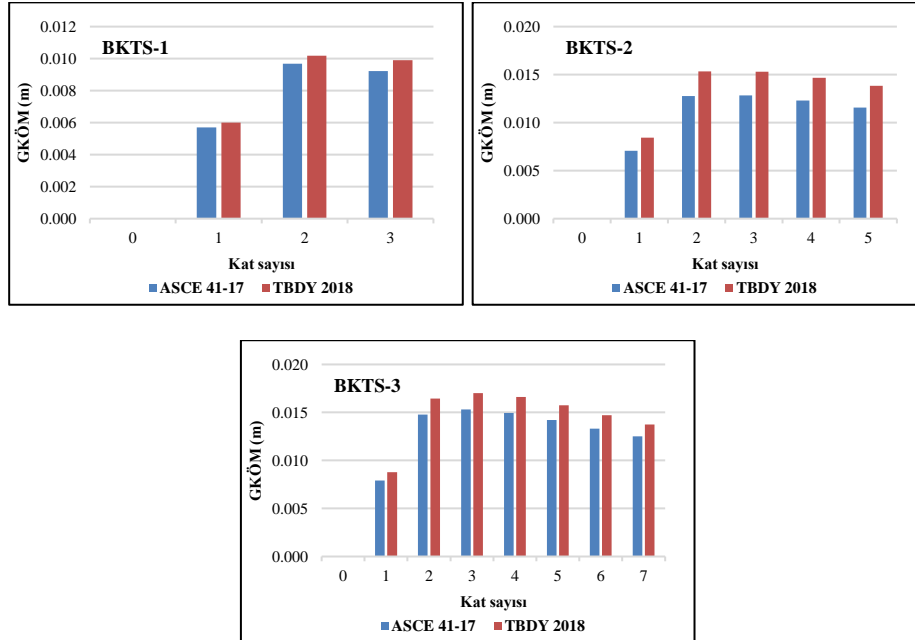 BKTS-1
GKÖM (m)
0.012
0.010
0.008
0.006
0.004
0.002
0.000
0 1 2 3
Kat sayısı
ASCE 41-17 TBDY 2018
BKTS-2
GKÖM (m)
0.020
0.015
0.010
0.005
0.000
0 1 2 3 4 5
Kat sayısı
ASCE 41-17 TBDY 2018
BKTS-3
GKÖM (m)
0.020
0.015
0.010
0.005
0.000
0 1 2 3 4 5 6 7
Kat sayısı
ASCE 41-17 TBDY 2018